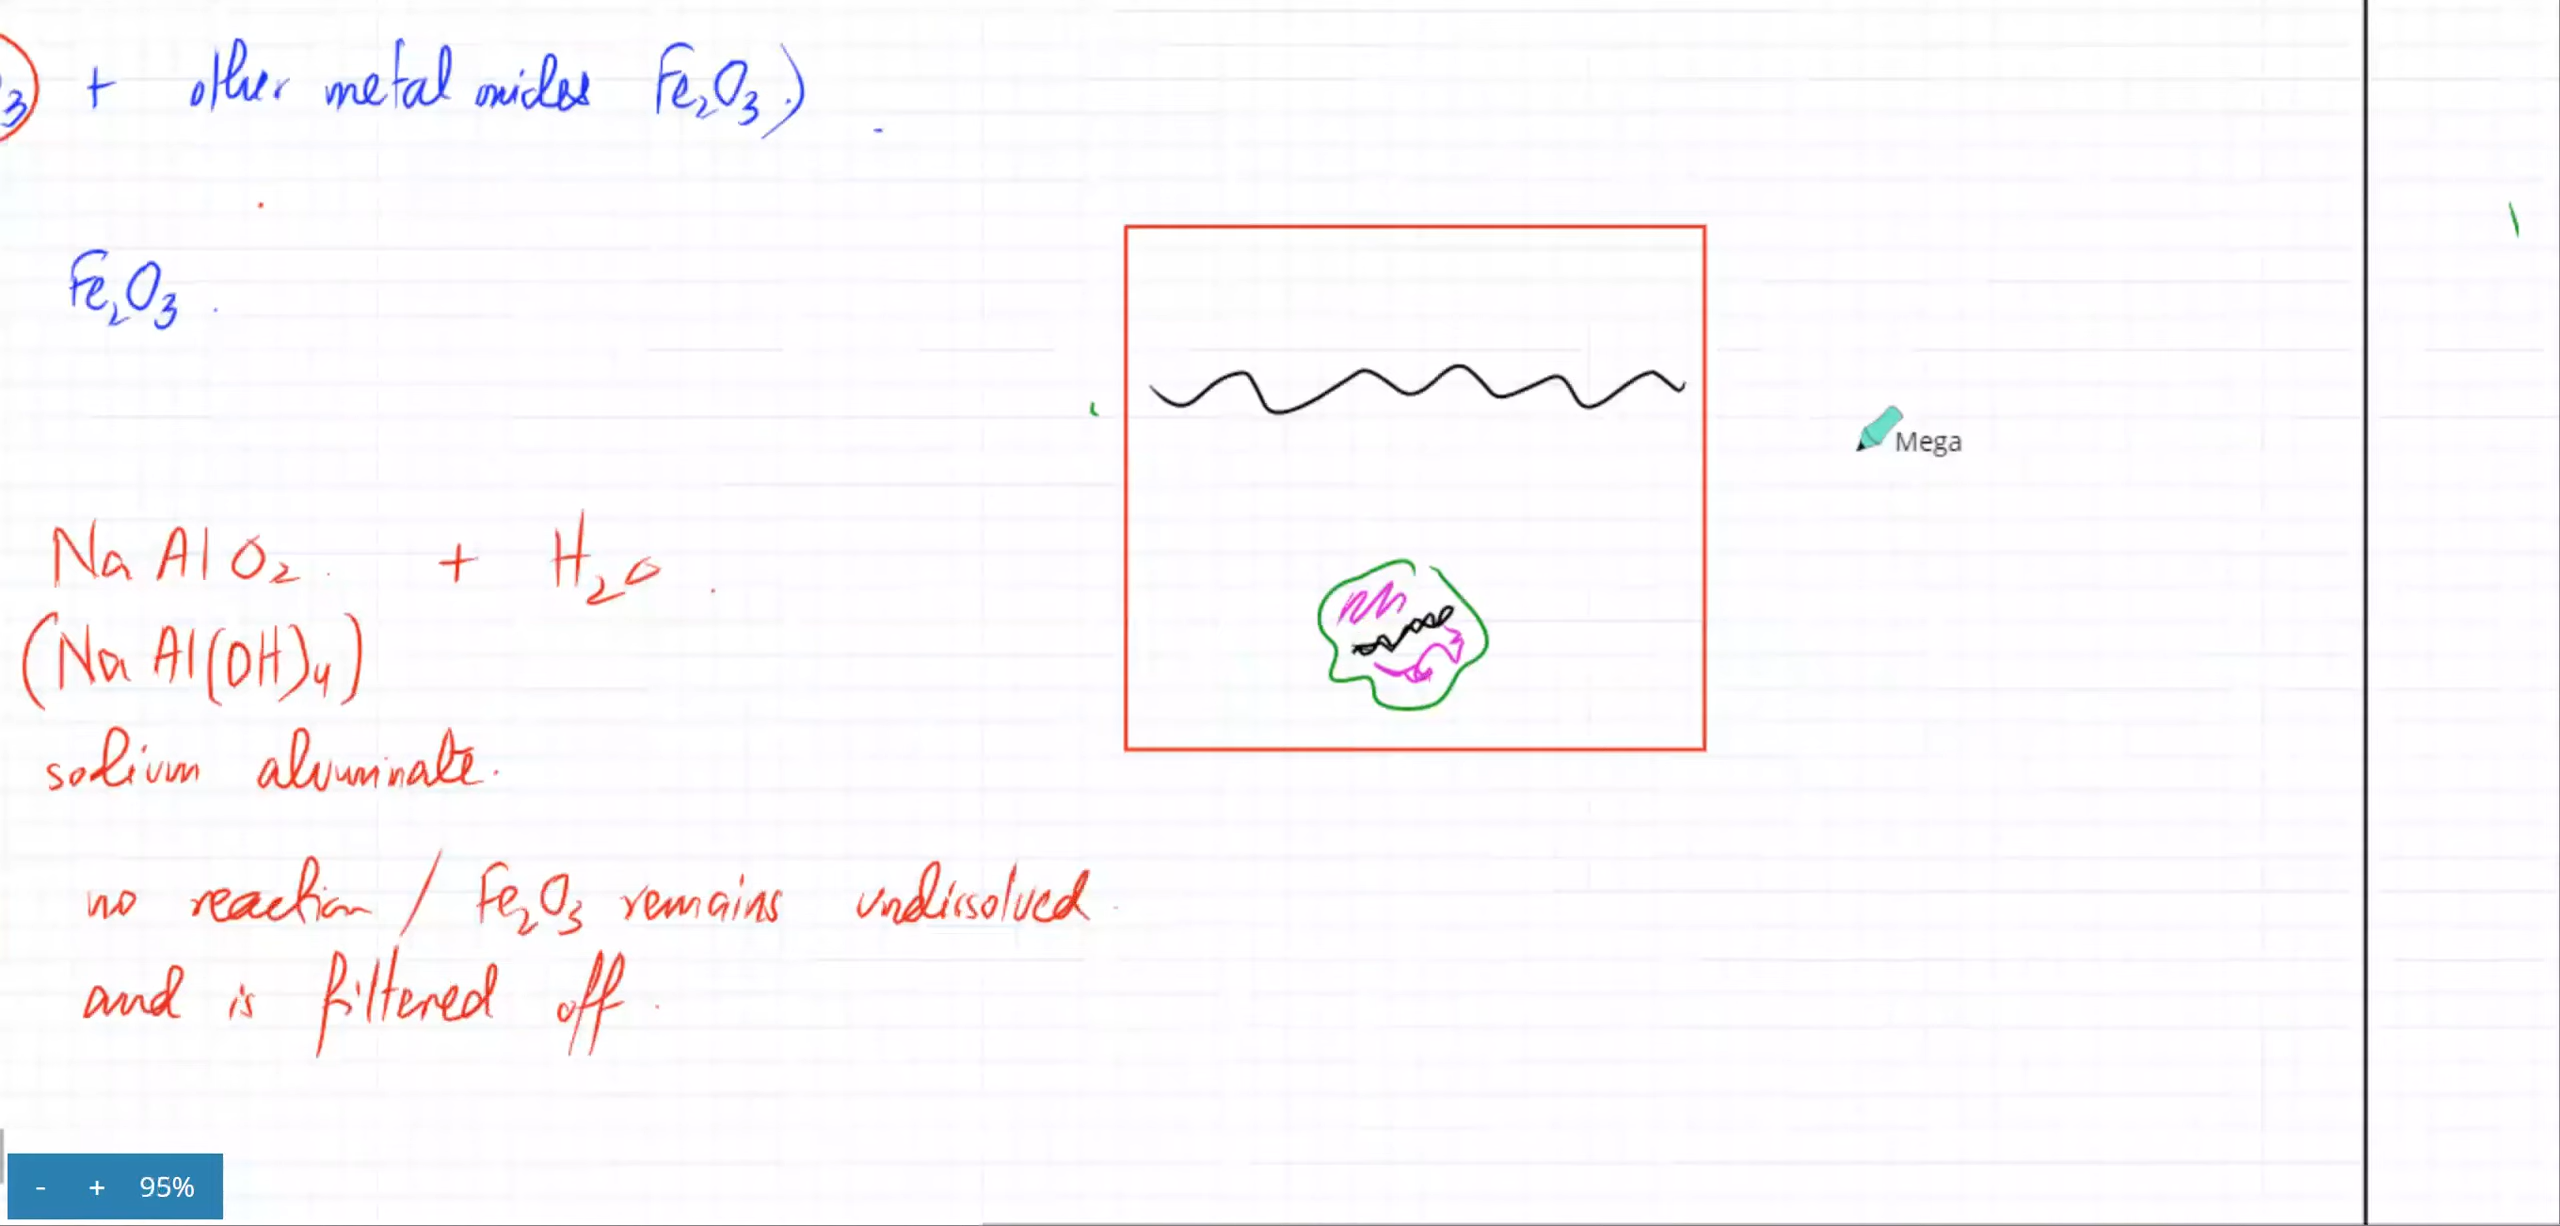 3) + other metal oxides Fe₂O₃)
Fe₂O₃.
Mega
NaAlO₂ + H₂O.
(NaAl(OH)₄)
sodium aluminate.
no reaction / Fe₂O₃ remains undissolved
and is filtered off.
- + 95%